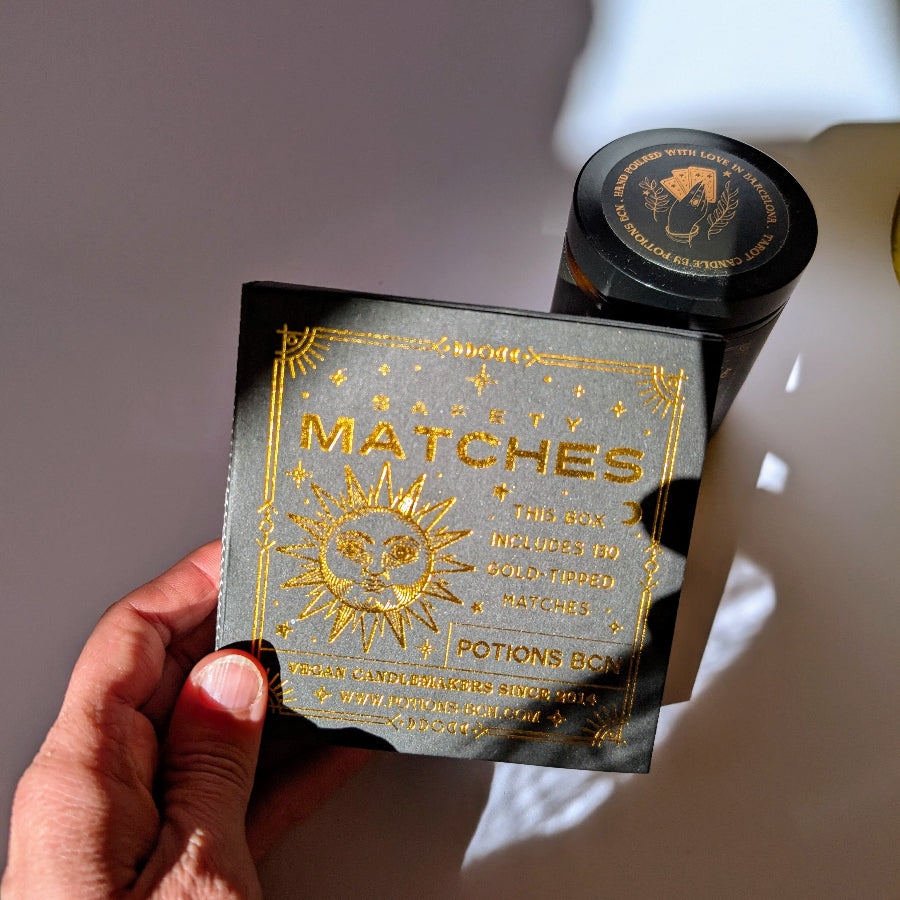 HAND POURED WITH LOVE IN BARCELONA · TAROT CANDLE BY POTIONS BCN ·
SAFETY
MATCHES
THIS BOX
INCLUDES 130
GOLD-TIPPED
MATCHES
POTIONS BCN
VEGAN CANDLEMAKERS SINCE 2014
WWW.POTIONS-BCN.COM